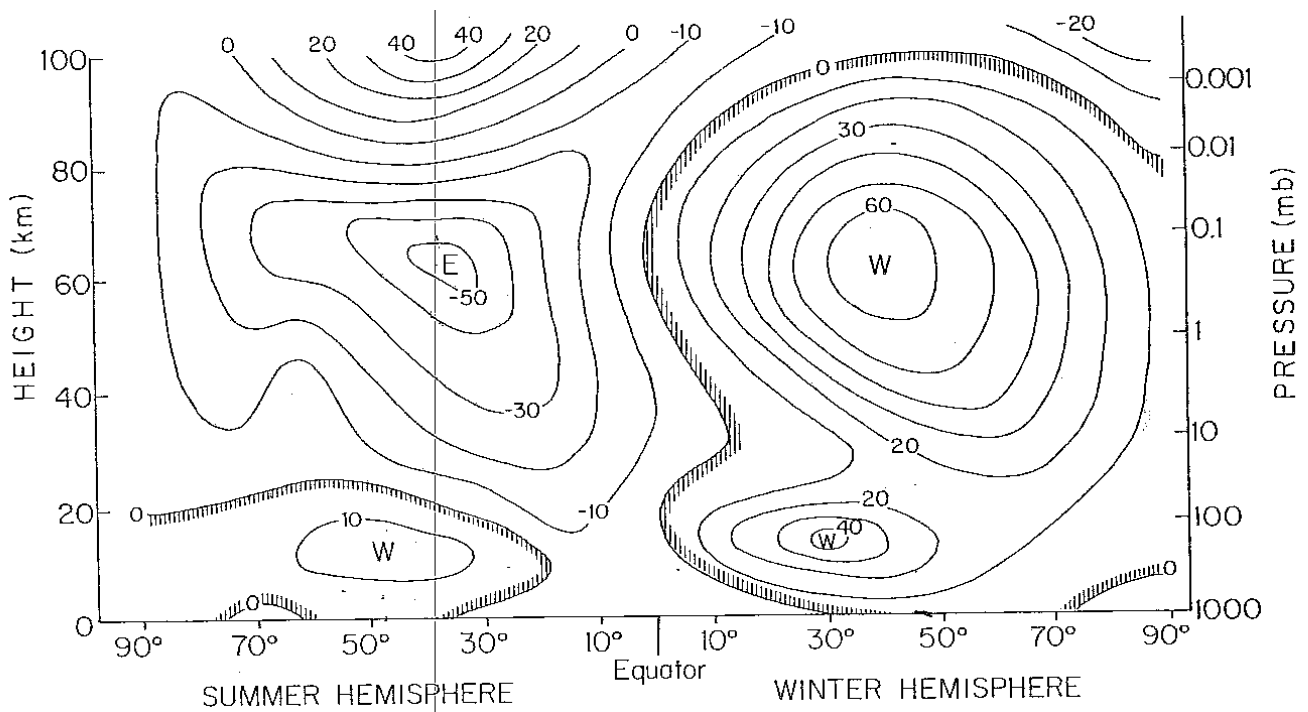 0 20 40 40 20 0 -10 -10 -20
100
0
0.001
80
30
0.01
HEIGHT (km)
60
0.1
PRESSURE (mb)
E
W
60
-50
1
40
-30
10
20
20
0
10
-10
20
100
W
W 40
0
0
0
1000
90° 70° 50° 30° 10° 10° 30° 50° 70° 90°
Equator
SUMMER HEMISPHERE WINTER HEMISPHERE